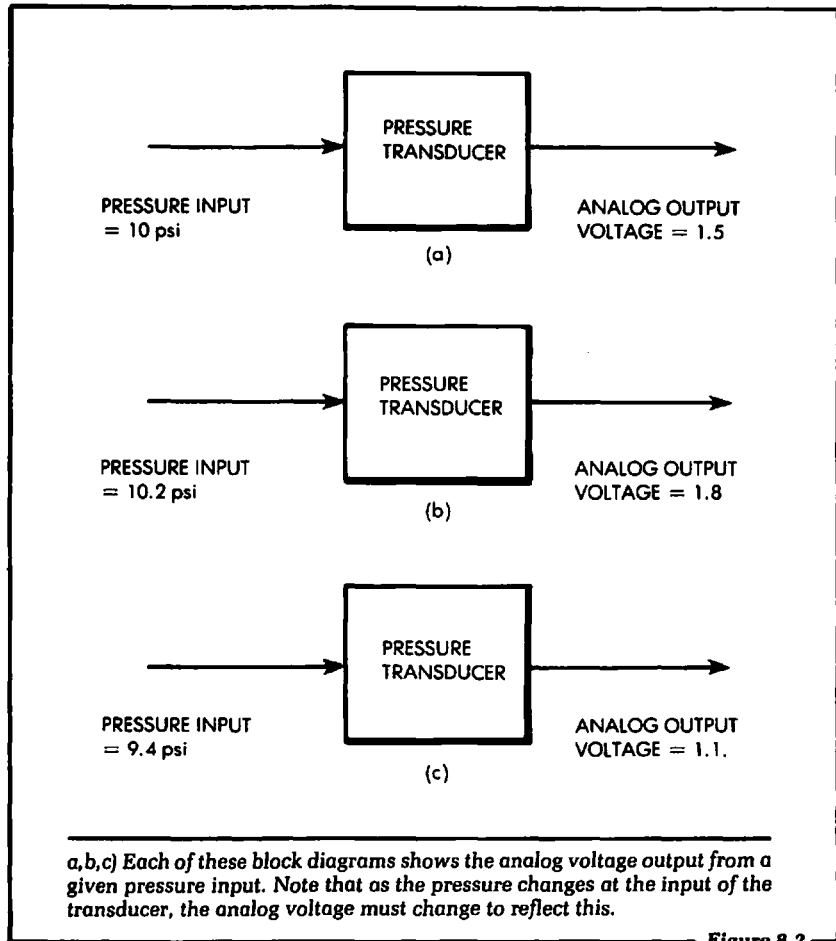 PRESSURE
TRANSDUCER
PRESSURE INPUT
= 10 psi
ANALOG OUTPUT
VOLTAGE = 1.5
(a)
PRESSURE
TRANSDUCER
PRESSURE INPUT
= 10.2 psi
ANALOG OUTPUT
VOLTAGE = 1.8
(b)
PRESSURE
TRANSDUCER
PRESSURE INPUT
= 9.4 psi
ANALOG OUTPUT
VOLTAGE = 1.1.
(c)
a,b,c) Each of these block diagrams shows the analog voltage output from a
given pressure input. Note that as the pressure changes at the input of the
transducer, the analog voltage must change to reflect this.
Figure 8.2